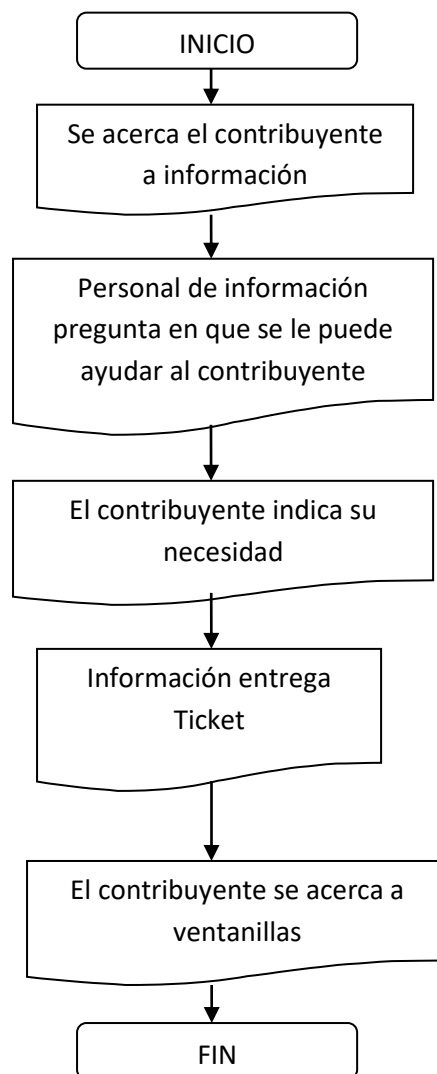 INICIO
Se acerca el contribuyente
a información
Personal de información
pregunta en que se le puede
ayudar al contribuyente
El contribuyente indica su
necesidad
Información entrega
Ticket
El contribuyente se acerca a
ventanillas
FIN